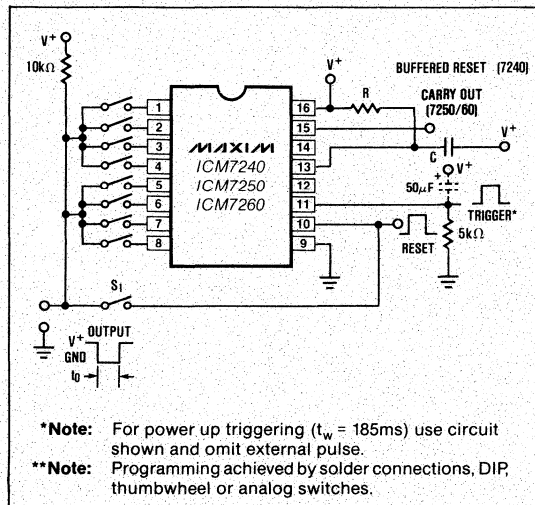 V+
10kΩ
V+
R
BUFFERED RESET (7240)
CARRY OUT
(7250/60)
V+
C
MAXIM
ICM7240
ICM7250
ICM7260
1
2
3
4
5
6
7
8
16
15
14
13
12
11
10
9
V+
+
50μF
TRIGGER*
RESET
5kΩ
S1
OUTPUT
V+
GND
t0
*Note: For power up triggering (tw = 185ms) use circuit
shown and omit external pulse.
**Note: Programming achieved by solder connections, DIP,
thumbwheel or analog switches.